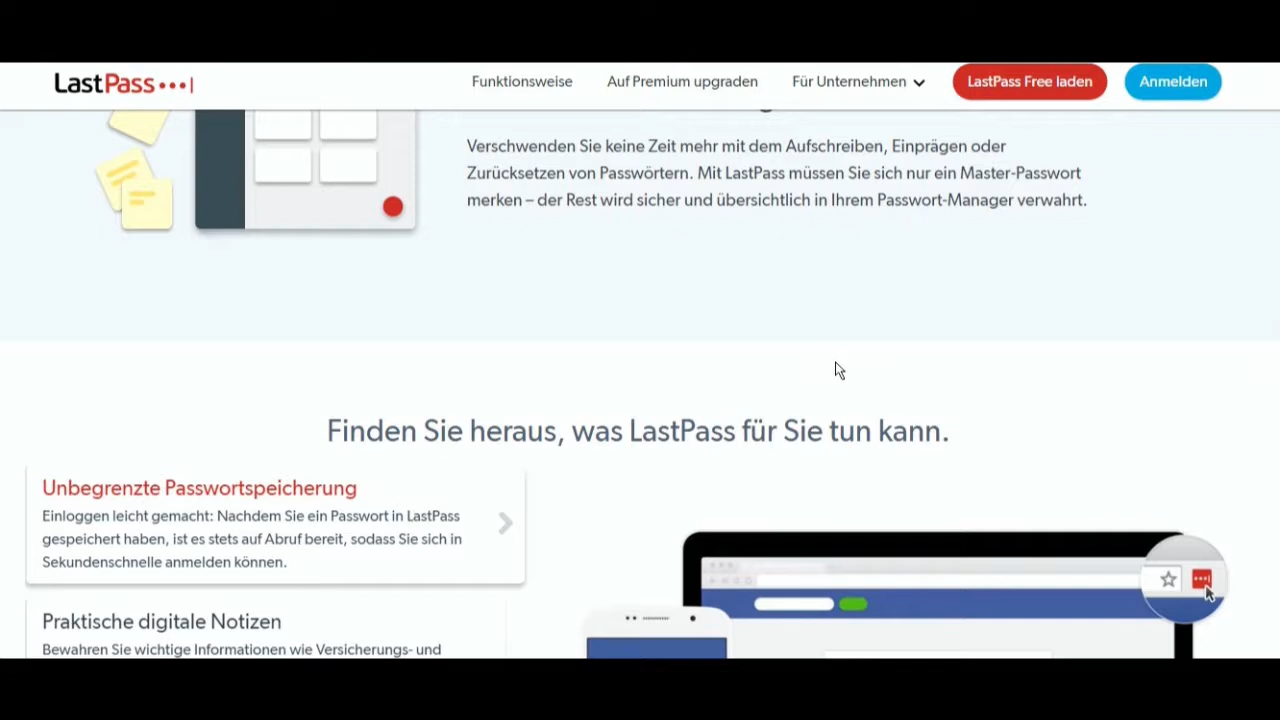 LastPass
Funktionsweise
Auf Premium upgraden
Für Unternehmen
LastPass Free laden
Anmelden
Verschwenden Sie keine Zeit mehr mit dem Aufschreiben, Einprägen oder
Zurücksetzen von Passwörtern. Mit LastPass müssen Sie sich nur ein Master-Passwort
merken – der Rest wird sicher und übersichtlich in Ihrem Passwort-Manager verwahrt.
Finden Sie heraus, was LastPass für Sie tun kann.
Unbegrenzte Passwortspeicherung
Einloggen leicht gemacht: Nachdem Sie ein Passwort in LastPass
gespeichert haben, ist es stets auf Abruf bereit, sodass Sie sich in
Sekundenschnelle anmelden können.
Praktische digitale Notizen
Bewahren Sie wichtige Informationen wie Versicherungs- und